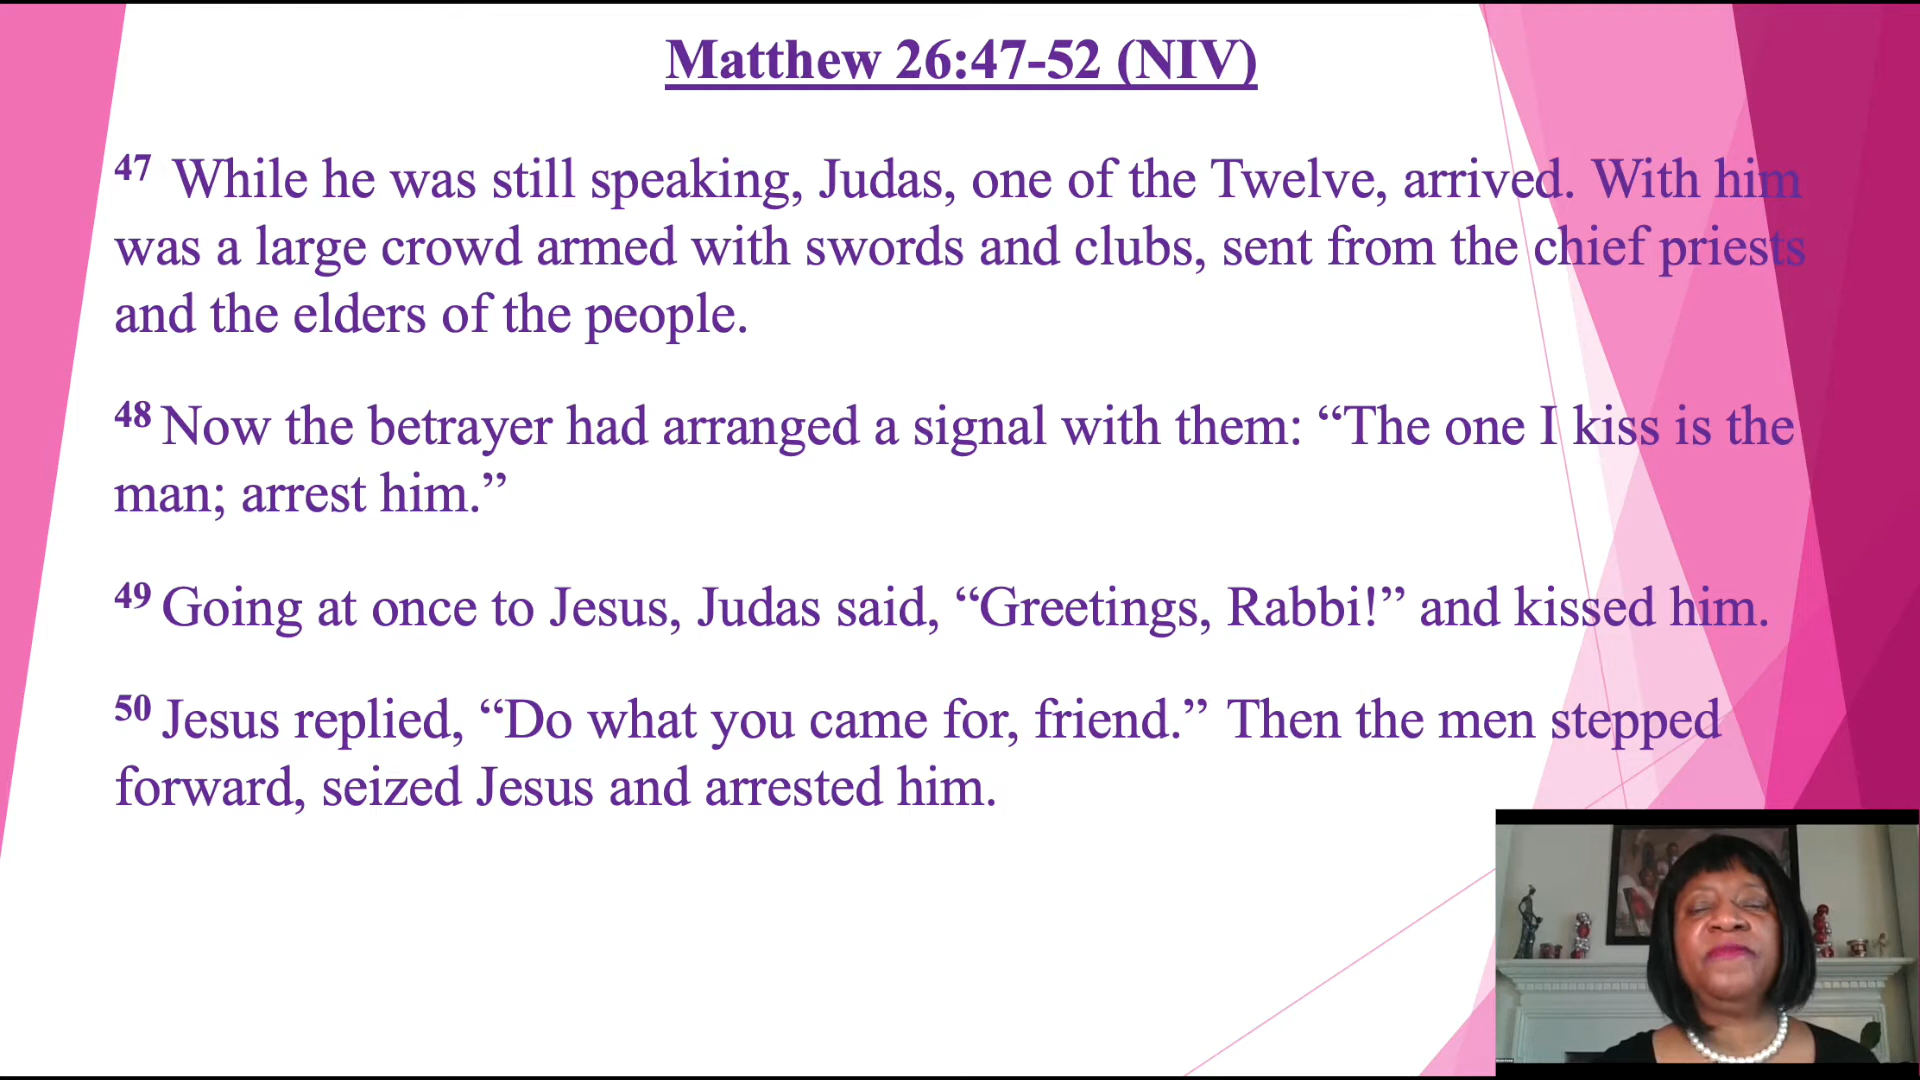 Matthew 26:47-52 (NIV)
47 While he was still speaking, Judas, one of the Twelve, arrived. With him
was a large crowd armed with swords and clubs, sent from the chief priests
and the elders of the people.
48 Now the betrayer had arranged a signal with them: “The one I kiss is the
man; arrest him.”
49 Going at once to Jesus, Judas said, “Greetings, Rabbi!” and kissed him.
50 Jesus replied, “Do what you came for, friend.” Then the men stepped
forward, seized Jesus and arrested him.